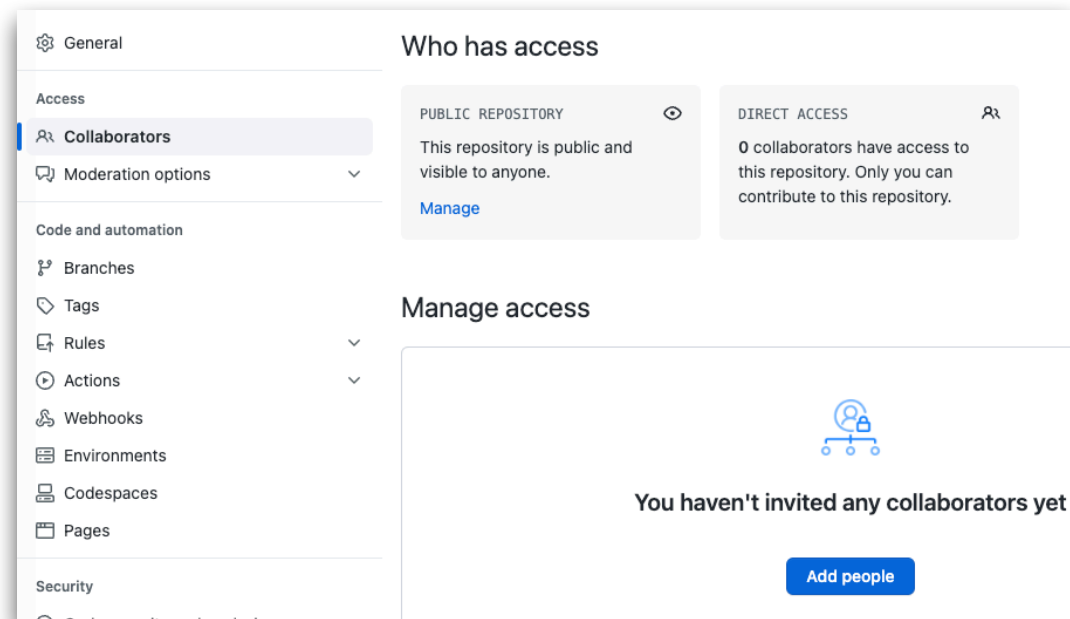 General
Access
Collaborators
Moderation options
Code and automation
Branches
Tags
Rules
Actions
Webhooks
Environments
Codespaces
Pages
Security
Who has access
PUBLIC REPOSITORY
This repository is public and
visible to anyone.
Manage
DIRECT ACCESS
0 collaborators have access to
this repository. Only you can
contribute to this repository.
Manage access
You haven't invited any collaborators yet
Add people